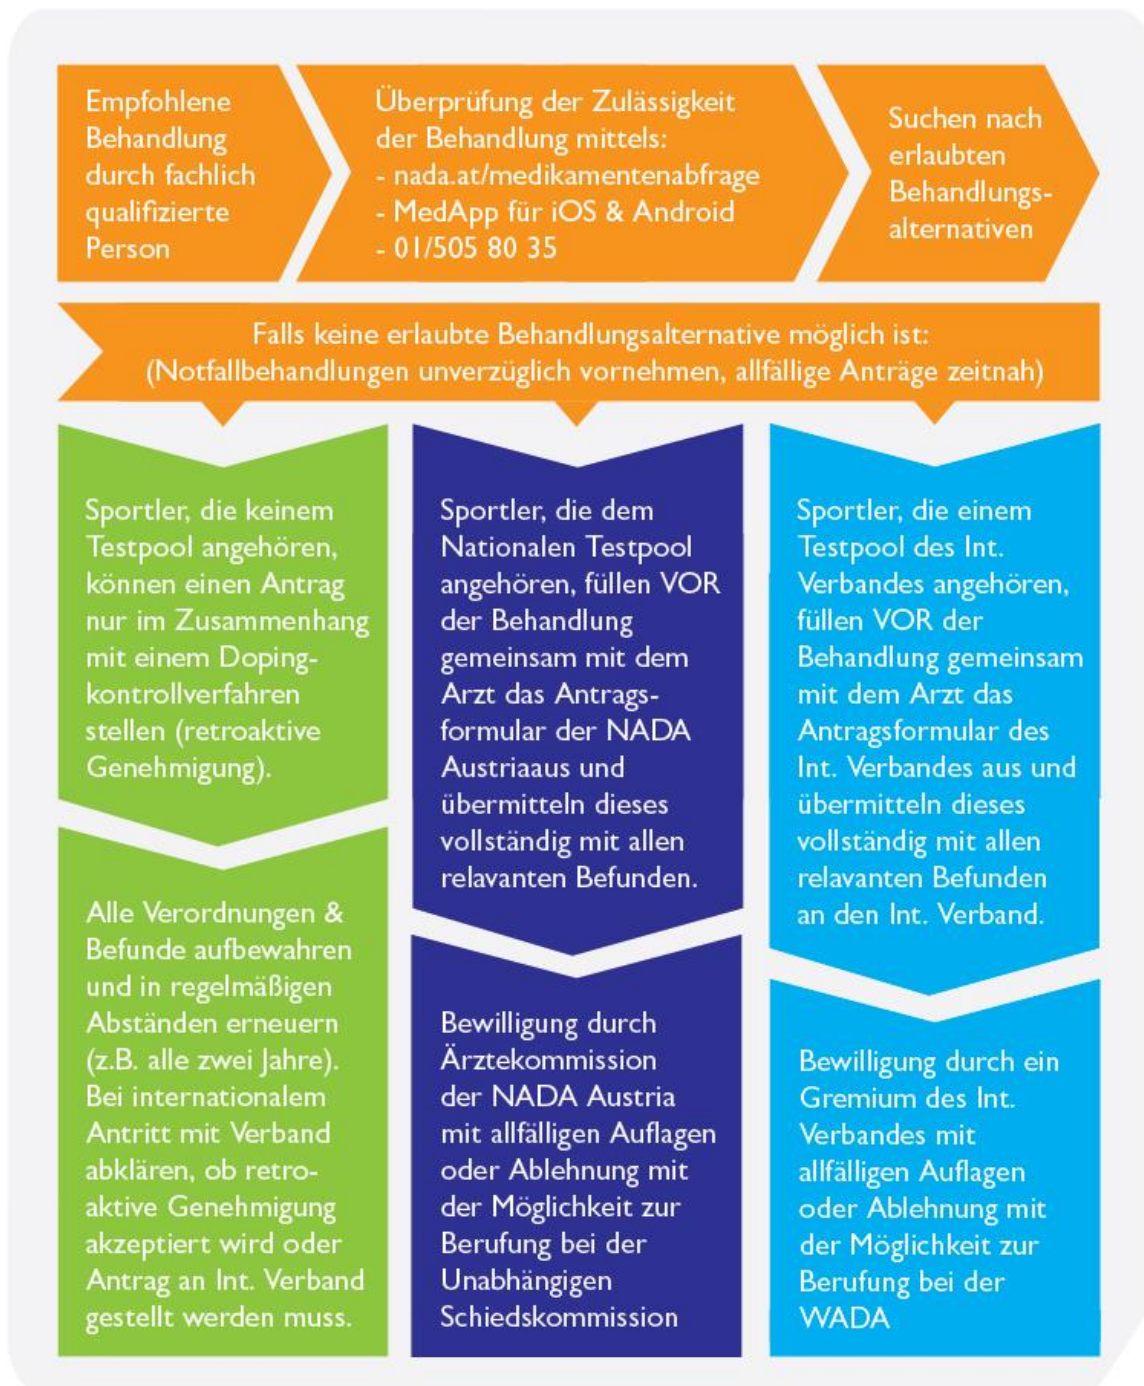 Empfohlene
Behandlung
durch fachlich
qualifizierte
Person
Überprüfung der Zulässigkeit
der Behandlung mittels:
- nada.at/medikamentenabfrage
- MedApp für iOS & Android
- 01/505 80 35
Suchen nach
erlaubten
Behandlungs-
alternativen
Falls keine erlaubte Behandlungsalternative möglich ist:
(Notfallbehandlungen unverzüglich vornehmen, allfällige Anträge zeitnah)
Sportler, die keinem
Testpool angehören,
können einen Antrag
nur im Zusammenhang
mit einem Doping-
kontrollverfahren
stellen (retroaktive
Genehmigung).
Alle Verordnungen &
Befunde aufbewahren
und in regelmäßigen
Abständen erneuern
(z.B. alle zwei Jahre).
Bei internationalem
Antritt mit Verband
abklären, ob retro-
aktive Genehmigung
akzeptiert wird oder
Antrag an Int. Verband
gestellt werden muss.
Sportler, die dem
Nationalen Testpool
angehören, füllen VOR
der Behandlung
gemeinsam mit dem
Arzt das Antrags-
formular der NADA
Austriaaus und
übermitteln dieses
vollständig mit allen
relavanten Befunden.
Bewilligung durch
Ärztekommission
der NADA Austria
mit allfälligen Auflagen
oder Ablehnung mit
der Möglichkeit zur
Berufung bei der
Unabhängigen
Schiedskommission
Sportler, die einem
Testpool des Int.
Verbandes angehören,
füllen VOR der
Behandlung gemeinsam
mit dem Arzt das
Antragsformular des
Int. Verbandes aus und
übermitteln dieses
vollständig mit allen
relavanten Befunden
an den Int. Verband.
Bewilligung durch ein
Gremium des Int.
Verbandes mit
allfälligen Auflagen
oder Ablehnung mit
der Möglichkeit zur
Berufung bei der
WADA